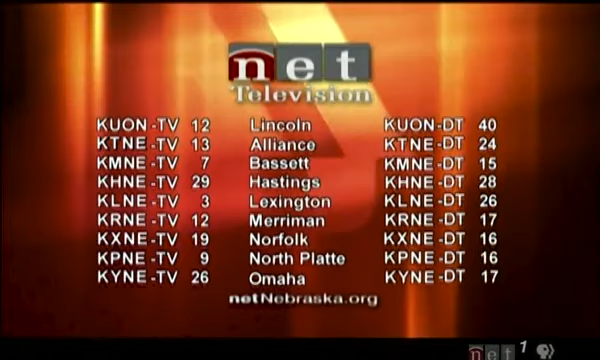 net
Television
KUON-TV 12 Lincoln KUON-DT 40
KTNE-TV 13 Alliance KTNE-DT 24
KMNE-TV 7 Bassett KMNE-DT 15
KHNE-TV 29 Hastings KHNE-DT 28
KLNE-TV 3 Lexington KLNE-DT 26
KRNE-TV 12 Merriman KRNE-DT 17
KXNE-TV 19 Norfolk KXNE-DT 16
KPNE-TV 9 North Platte KPNE-DT 16
KYNE-TV 26 Omaha KYNE-DT 17
netNebraska.org
net 1